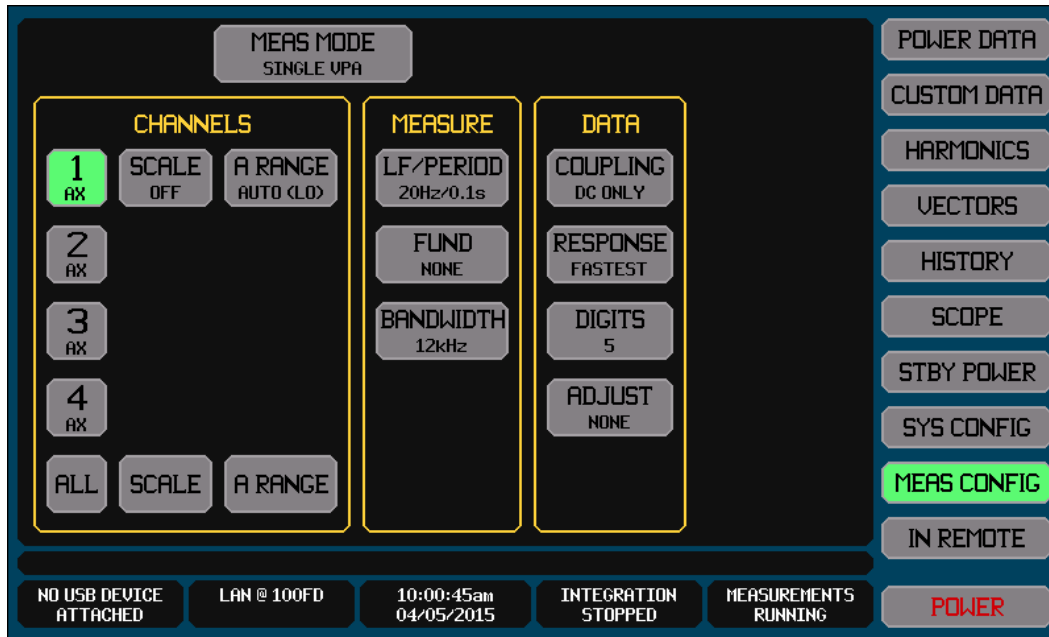 MEAS MODE
SINGLE VPA
CHANNELS
1
AX
SCALE
OFF
A RANGE
AUTO (LO)
2
AX
3
AX
4
AX
ALL
SCALE
A RANGE
MEASURE
LF/PERIOD
20Hz/0.1s
FUND
NONE
BANDWIDTH
12kHz
DATA
COUPLING
DC ONLY
RESPONSE
FASTEST
DIGITS
5
ADJUST
NONE
POWER DATA
CUSTOM DATA
HARMONICS
VECTORS
HISTORY
SCOPE
STBY POWER
SYS CONFIG
MEAS CONFIG
IN REMOTE
POWER
NO USB DEVICE
ATTACHED
LAN @ 100FD
10:00:45am
04/05/2015
INTEGRATION
STOPPED
MEASUREMENTS
RUNNING